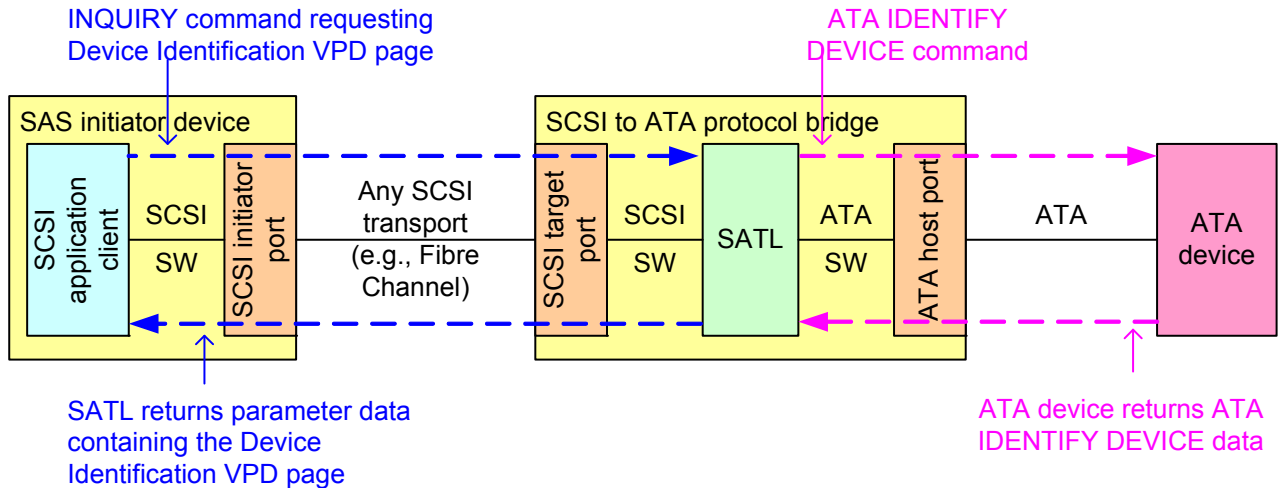 INQUIRY command requesting
Device Identification VPD page
ATA IDENTIFY
DEVICE command
SAS initiator device
SCSI to ATA protocol bridge
SCSI
application
client
SCSI
SW
SCSI initiator
port
Any SCSI
transport
(e.g., Fibre
Channel)
SCSI target
port
SCSI
SW
SATL
ATA
SW
ATA host port
ATA
ATA
device
SATL returns parameter data
containing the Device
Identification VPD page
ATA device returns ATA
IDENTIFY DEVICE data